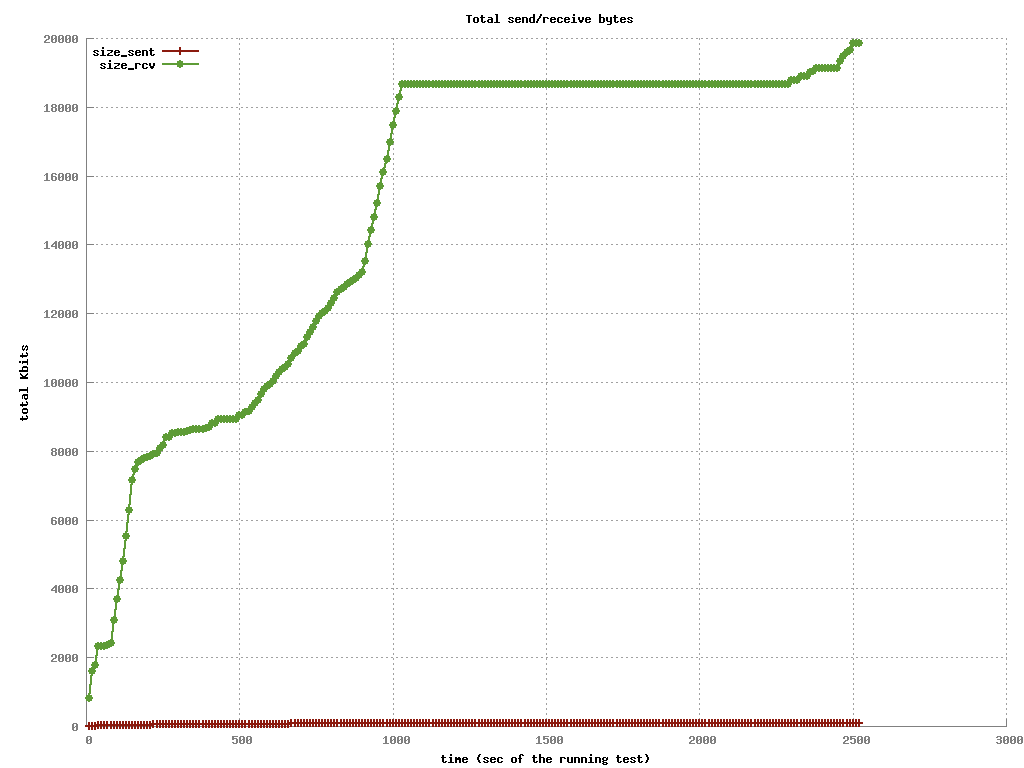 Total send/receive bytes
size_sent
size_rcv
20000
18000
16000
14000
12000
10000
8000
6000
4000
2000
0
total Kbits
0 500 1000 1500 2000 2500 3000
time (sec of the running test)